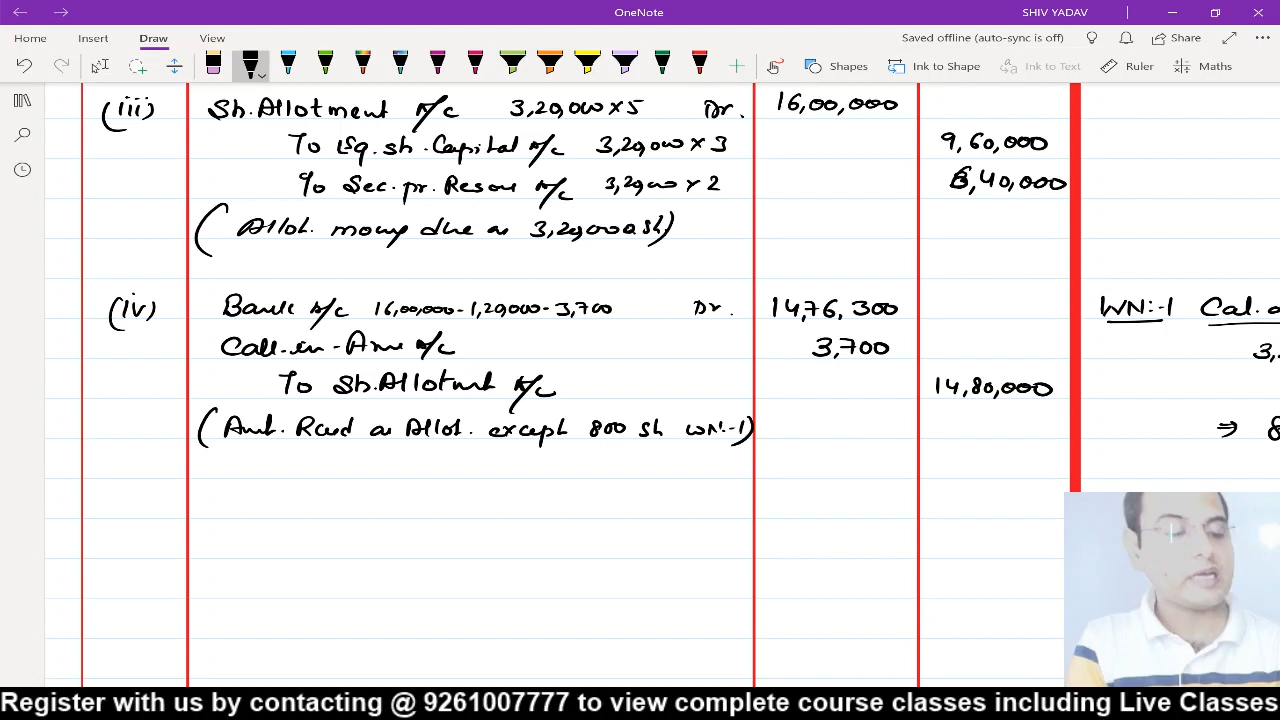 OneNote
SHIV YADAV
Home Insert Draw View
Saved offline (auto-sync is off)
Share
Shapes
Ink to Shape
Ink to Text
Ruler
Maths
(iii) Sh. Allotment A/c 3,20,000 × 5 Dr. 16,00,000
To Eq. sh. Capital A/c 3,20,000 × 3 9,60,000
To Sec. pr. Reserve A/c 3,20,000 × 2 6,40,000
(Allot. money due on 3,20,000 sh)
(iv) Bank A/c 16,00,000 - 1,20,000 - 3,700 Dr. 1476,300
WN:-1 Cal. o
Call-in-Arrear A/c 3,700
3,
To Sh. Allotment A/c 14,80,000
(Amt. Recd on Allot. except 800 sh WN:-1)
⇒ 8
Register with us by contacting @ 9261007777 to view complete course classes including Live Classes